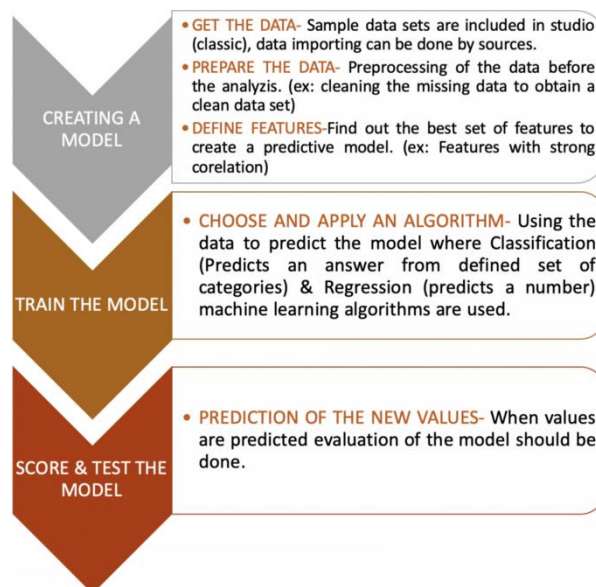 CREATING A
MODEL
• GET THE DATA- Sample data sets are included in studio
(classic), data importing can be done by sources.
• PREPARE THE DATA- Preprocessing of the data before
the analyzis. (ex: cleaning the missing data to obtain a
clean data set)
• DEFINE FEATURES-Find out the best set of features to
create a predictive model. (ex: Features with strong
corelation)
TRAIN THE MODEL
• CHOOSE AND APPLY AN ALGORITHM- Using the
data to predict the model where Classification
(Predicts an answer from defined set of
categories) & Regression (predicts a number)
machine learning algorithms are used.
SCORE & TEST THE
MODEL
• PREDICTION OF THE NEW VALUES- When values
are predicted evaluation of the model should be
done.